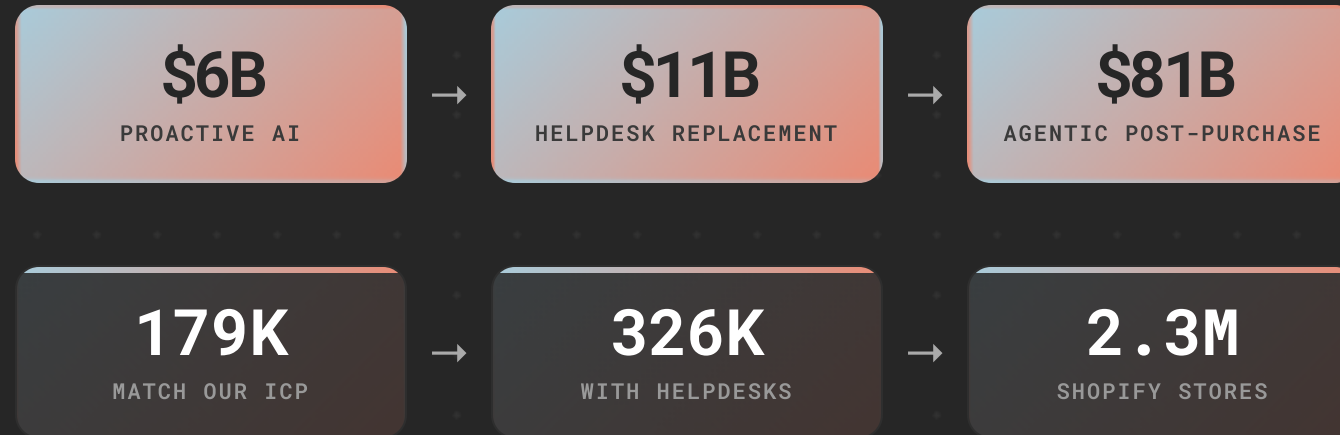 $6B
PROACTIVE AI
$11B
HELPDESK REPLACEMENT
$81B
AGENTIC POST-PURCHASE
179K
MATCH OUR ICP
326K
WITH HELPDESKS
2.3M
SHOPIFY STORES